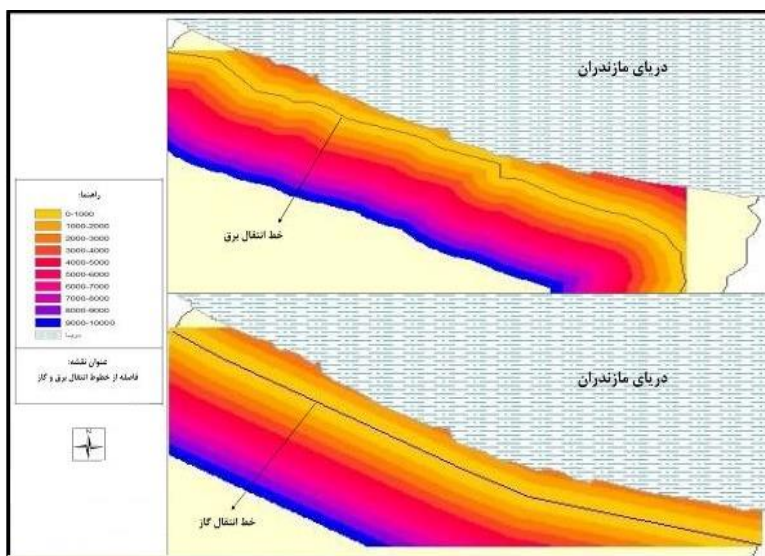 دریای مازندران
خط انتقال برق
راهنما:
0-1000
1000-2000
2000-3000
3000-4000
4000-5000
5000-6000
6000-7000
7000-8000
8000-9000
9000-10000
دریا
عنوان نقشه:
فاصله از خطوط انتقال برق و گاز
N
دریای مازندران
خط انتقال گاز